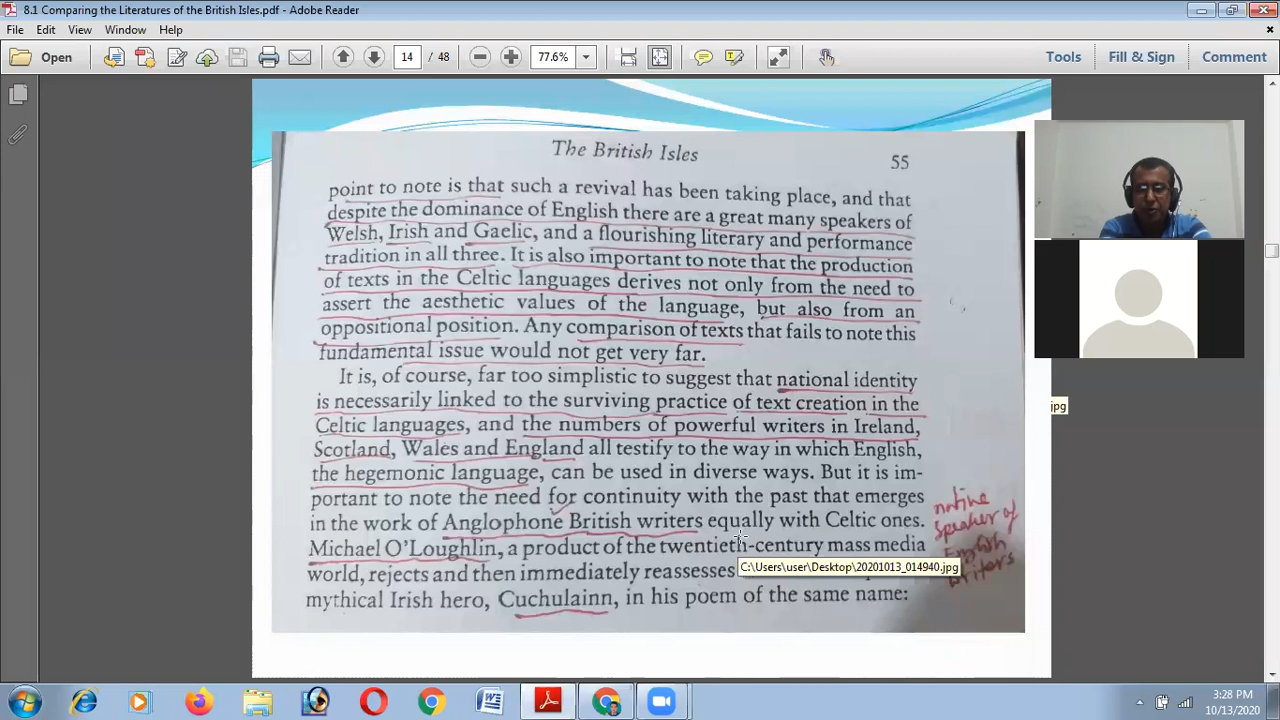 8.1 Comparing the Literatures of the British Isles.pdf - Adobe Reader
File Edit View Window Help
Open
14 / 48
77.6%
Tools Fill & Sign Comment
The British Isles
55
point to note is that such a revival has been taking place, and that
despite the dominance of English there are a great many speakers of
Welsh, Irish and Gaelic, and a flourishing literary and performance
tradition in all three. It is also important to note that the production
of texts in the Celtic languages derives not only from the need to
assert the aesthetic values of the language, but also from an
oppositional position. Any comparison of texts that fails to note this
fundamental issue would not get very far.
It is, of course, far too simplistic to suggest that national identity
is necessarily linked to the surviving practice of text creation in the
Celtic languages, and the numbers of powerful writers in Ireland,
Scotland, Wales and England all testify to the way in which English,
the hegemonic language, can be used in diverse ways. But it is im-
portant to note the need for continuity with the past that emerges
in the work of Anglophone British writers equally with Celtic ones.
Michael O'Loughlin, a product of the twentieth-century mass media
world, rejects and then immediately reassesses
mythical Irish hero, Cuchulainn, in his poem of the same name:
native
speaker of
English
writers
C:\Users\user\Desktop\20201013_014940.jpg
jpg
3:28 PM
10/13/2020